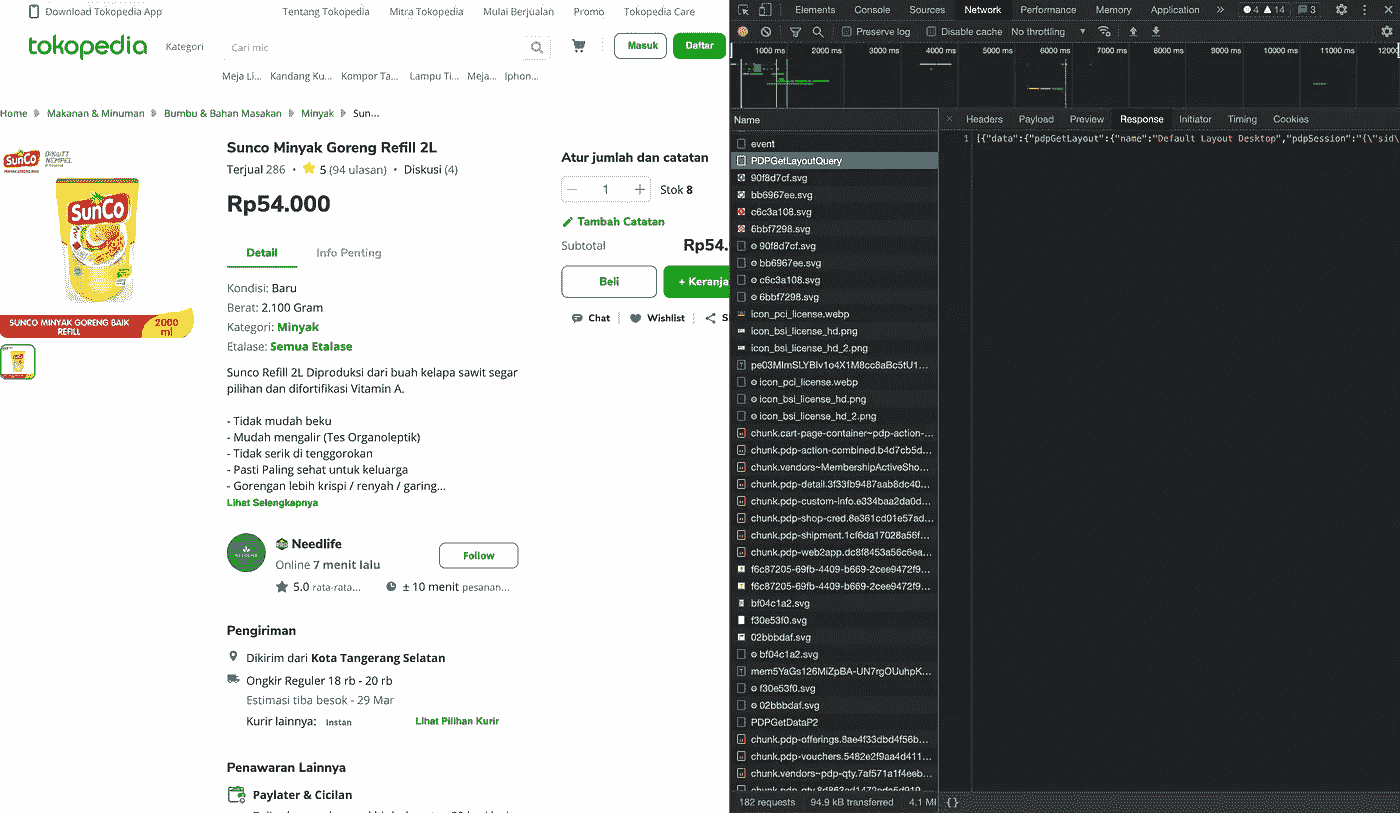 Download Tokopedia App
Tentang Tokopedia Mitra Tokopedia Mulai Berjualan Promo Tokopedia Care
tokopedia Kategori Cari mic Masuk Daftar
Meja Li... Kandang Ku... Kompor Ta... Lampu Ti... Meja... Iphon...
Home Makanan & Minuman Bumbu & Bahan Masakan Minyak Sun...
SunCo
DIKUTI
NEMPEL
SunCo
SUNCO MINYAK GORENG BAIK
REFILL
2000
ml
Sunco Minyak Goreng Refill 2L
Terjual 286 • 5 (94 ulasan) • Diskusi (4)
Rp54.000
Detail Info Penting
Kondisi: Baru
Berat: 2.100 Gram
Kategori: Minyak
Etalase: Semua Etalase
Sunco Refill 2L Diproduksi dari buah kelapa sawit segar
pilihan dan difortifikasi Vitamin A.
- Tidak mudah beku
- Mudah mengalir (Tes Organoleptik)
- Tidak serik di tenggorokan
- Pasti Paling sehat untuk keluarga
- Gorengan lebih krispi / renyah / garing...
Lihat Selengkapnya
Needlife
Online 7 menit lalu
Follow
5.0 rata-rata... ± 10 menit pesanan...
Pengiriman
Dikirim dari Kota Tangerang Selatan
Ongkir Reguler 18 rb - 20 rb
Estimasi tiba besok - 29 Mar
Kurir lainnya: Instan Lihat Pilihan Kurir
Penawaran Lainnya
Paylater & Cicilan
Atur jumlah dan catatan
1 Stok 8
Tambah Catatan
Subtotal Rp54.
Beli + Keranja
Chat Wishlist S
Elements Console Sources Network Performance Memory Application 4 14 3
Preserve log Disable cache No throttling
1000 ms 2000 ms 3000 ms 4000 ms 5000 ms 6000 ms 7000 ms 8000 ms 9000 ms 10000 ms 11000 ms 1200
Name
event
PDPGetLayoutQuery
90f8d7cf.svg
bb6967ee.svg
c6c3a108.svg
6bbf7298.svg
90f8d7cf.svg
bb6967ee.svg
c6c3a108.svg
6bbf7298.svg
icon_pci_license.webp
icon_bsi_license_hd.png
icon_bsi_license_hd_2.png
pe03MImSLYBIv1o4X1M8cc8aBc5tU1...
icon_pci_license.webp
icon_bsi_license_hd.png
icon_bsi_license_hd_2.png
chunk.cart-page-container~pdp-action-...
chunk.pdp-action-combined.b4d7cb5d...
chunk.vendors~MembershipActiveSho...
chunk.pdp-detail.3f33fb9487aab8dc40...
chunk.pdp-custom-info.e334baa2da0d...
chunk.pdp-shop-cred.8e361cd01e57ad...
chunk.pdp-shipment.1cf6da17028a56f...
chunk.pdp-web2app.dc8f8453a56c6ea...
f6c87205-69fb-4409-b669-2cee9472f9...
f6c87205-69fb-4409-b669-2cee9472f9...
bf04c1a2.svg
f30e53f0.svg
02bbbdaf.svg
bf04c1a2.svg
mem5YaGs126MiZpBA-UN7rgOUuhpK...
f30e53f0.svg
02bbbdaf.svg
PDPGetDataP2
chunk.pdp-offerings.8ae4f33dbd4f56b...
chunk.pdp-vouchers.5482e2f9aa4d411...
chunk.vendors~pdp-qty.7af571a1f4eeb...
182 requests 94.9 kB transferred 4.1 MI {}
Headers Payload Preview Response Initiator Timing Cookies
1 [{"data":{"pdpGetLayout":{"name":"Default Layout Desktop","pdpSession":"{\"sid\